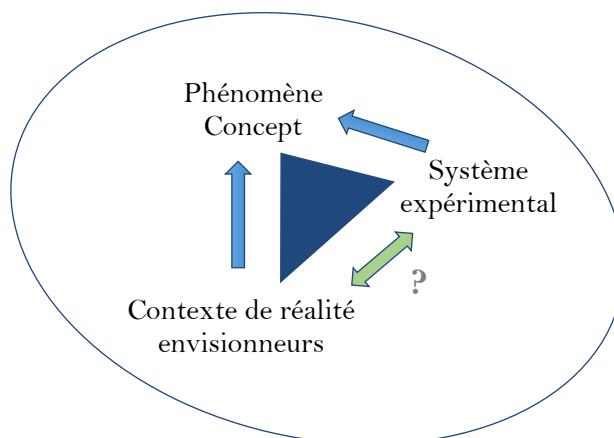 Phénomène
Concept
Système
expérimental
?
Contexte de réalité
envisionneurs